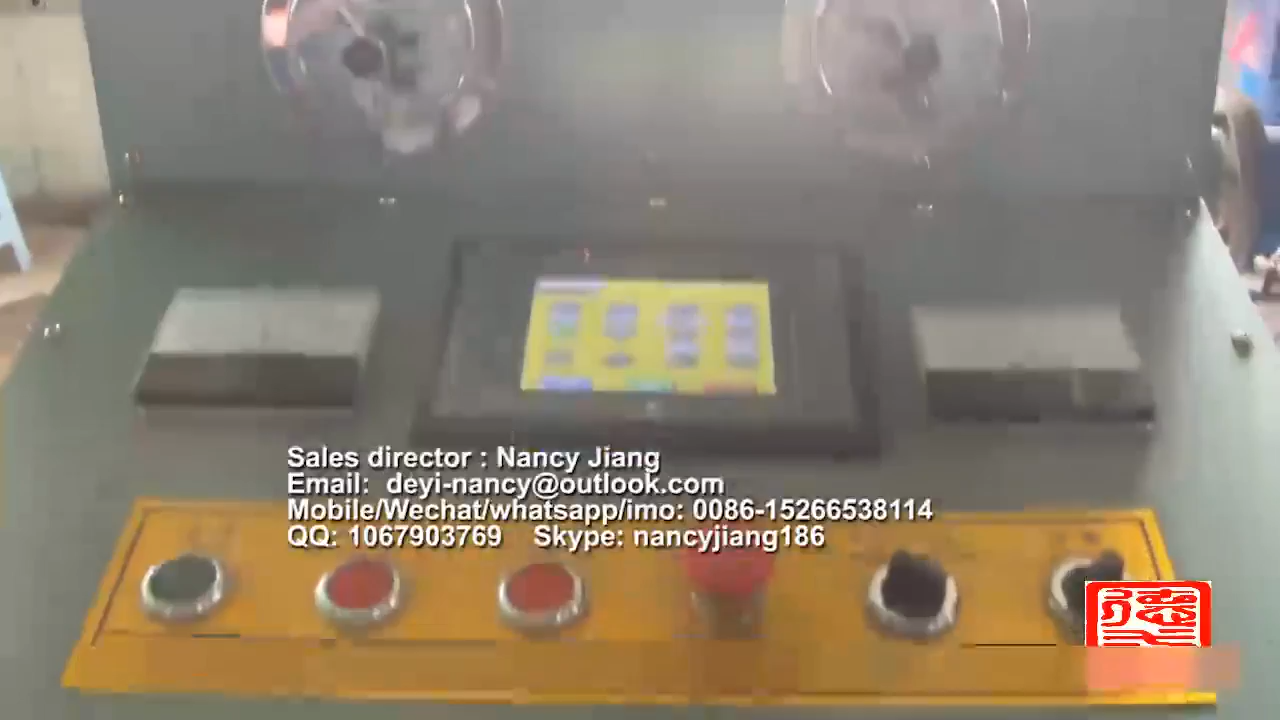 Sales director : Nancy Jiang
Email:  deyi-nancy@outlook.com
Mobile/Wechat/whatsapp/imo: 0086-15266538114
QQ: 1067903769    Skype: nancyjiang186
德